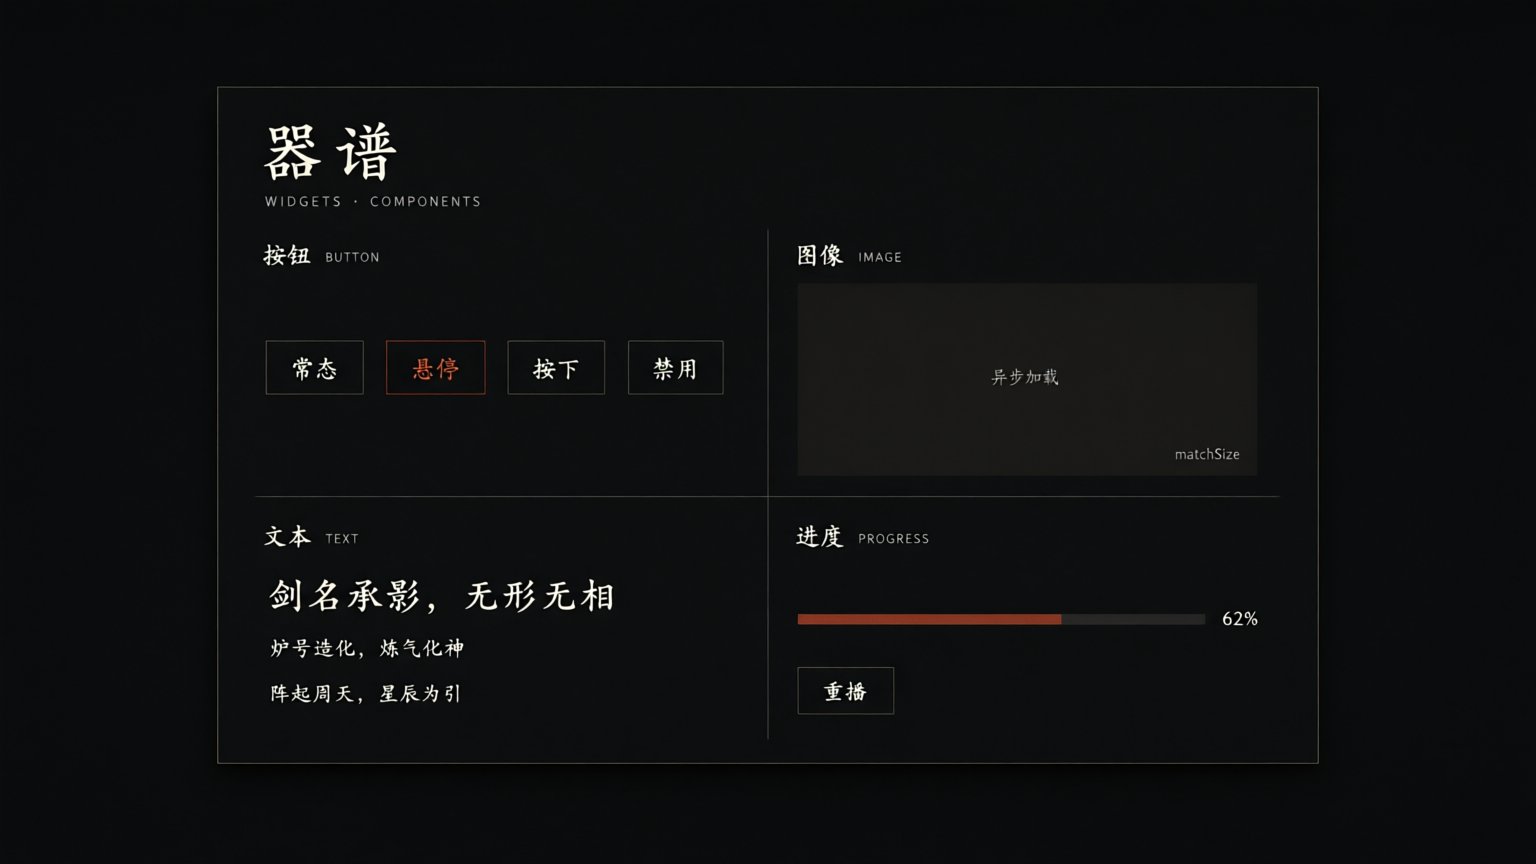 器谱
WIDGETS · COMPONENTS
按钮 BUTTON
常态 悬停 按下 禁用
图像 IMAGE
异步加载
matchSize
文本 TEXT
剑名承影，无形无相
炉号造化，炼气化神
阵起周天，星辰为引
进度 PROGRESS
62%
重播